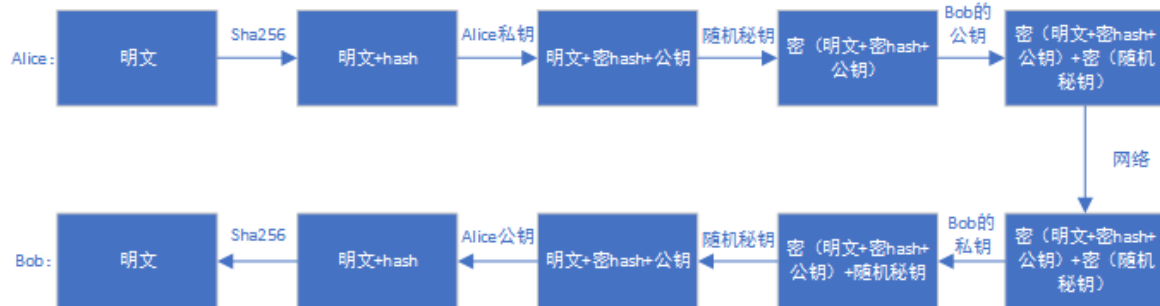 Alice：
明文
Sha256
明文+hash
Alice私钥
明文+密hash+公钥
随机秘钥
密（明文+密hash+
公钥）
Bob的
公钥
密（明文+密hash+
公钥）+密（随机
秘钥）
网络
Bob：
明文
Sha256
明文+hash
Alice公钥
明文+密hash+公钥
随机秘钥
密（明文+密hash+
公钥）+随机秘钥
Bob的
私钥
密（明文+密hash+
公钥）+密（随机
秘钥）